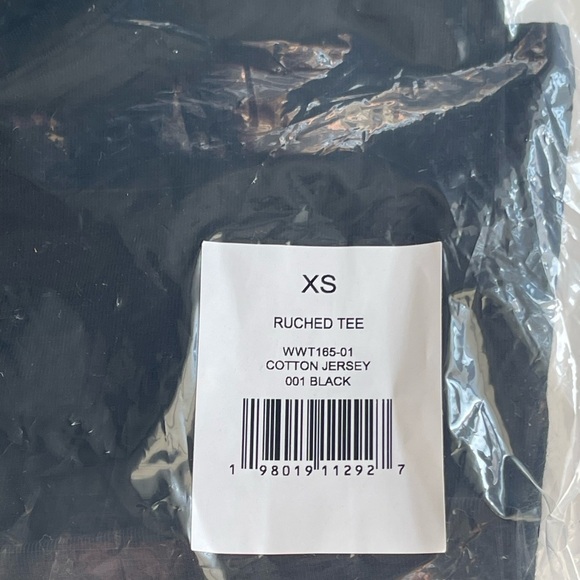 XS
RUCHED TEE
WWT165-01
COTTON JERSEY
001 BLACK
1 98019 11292 7